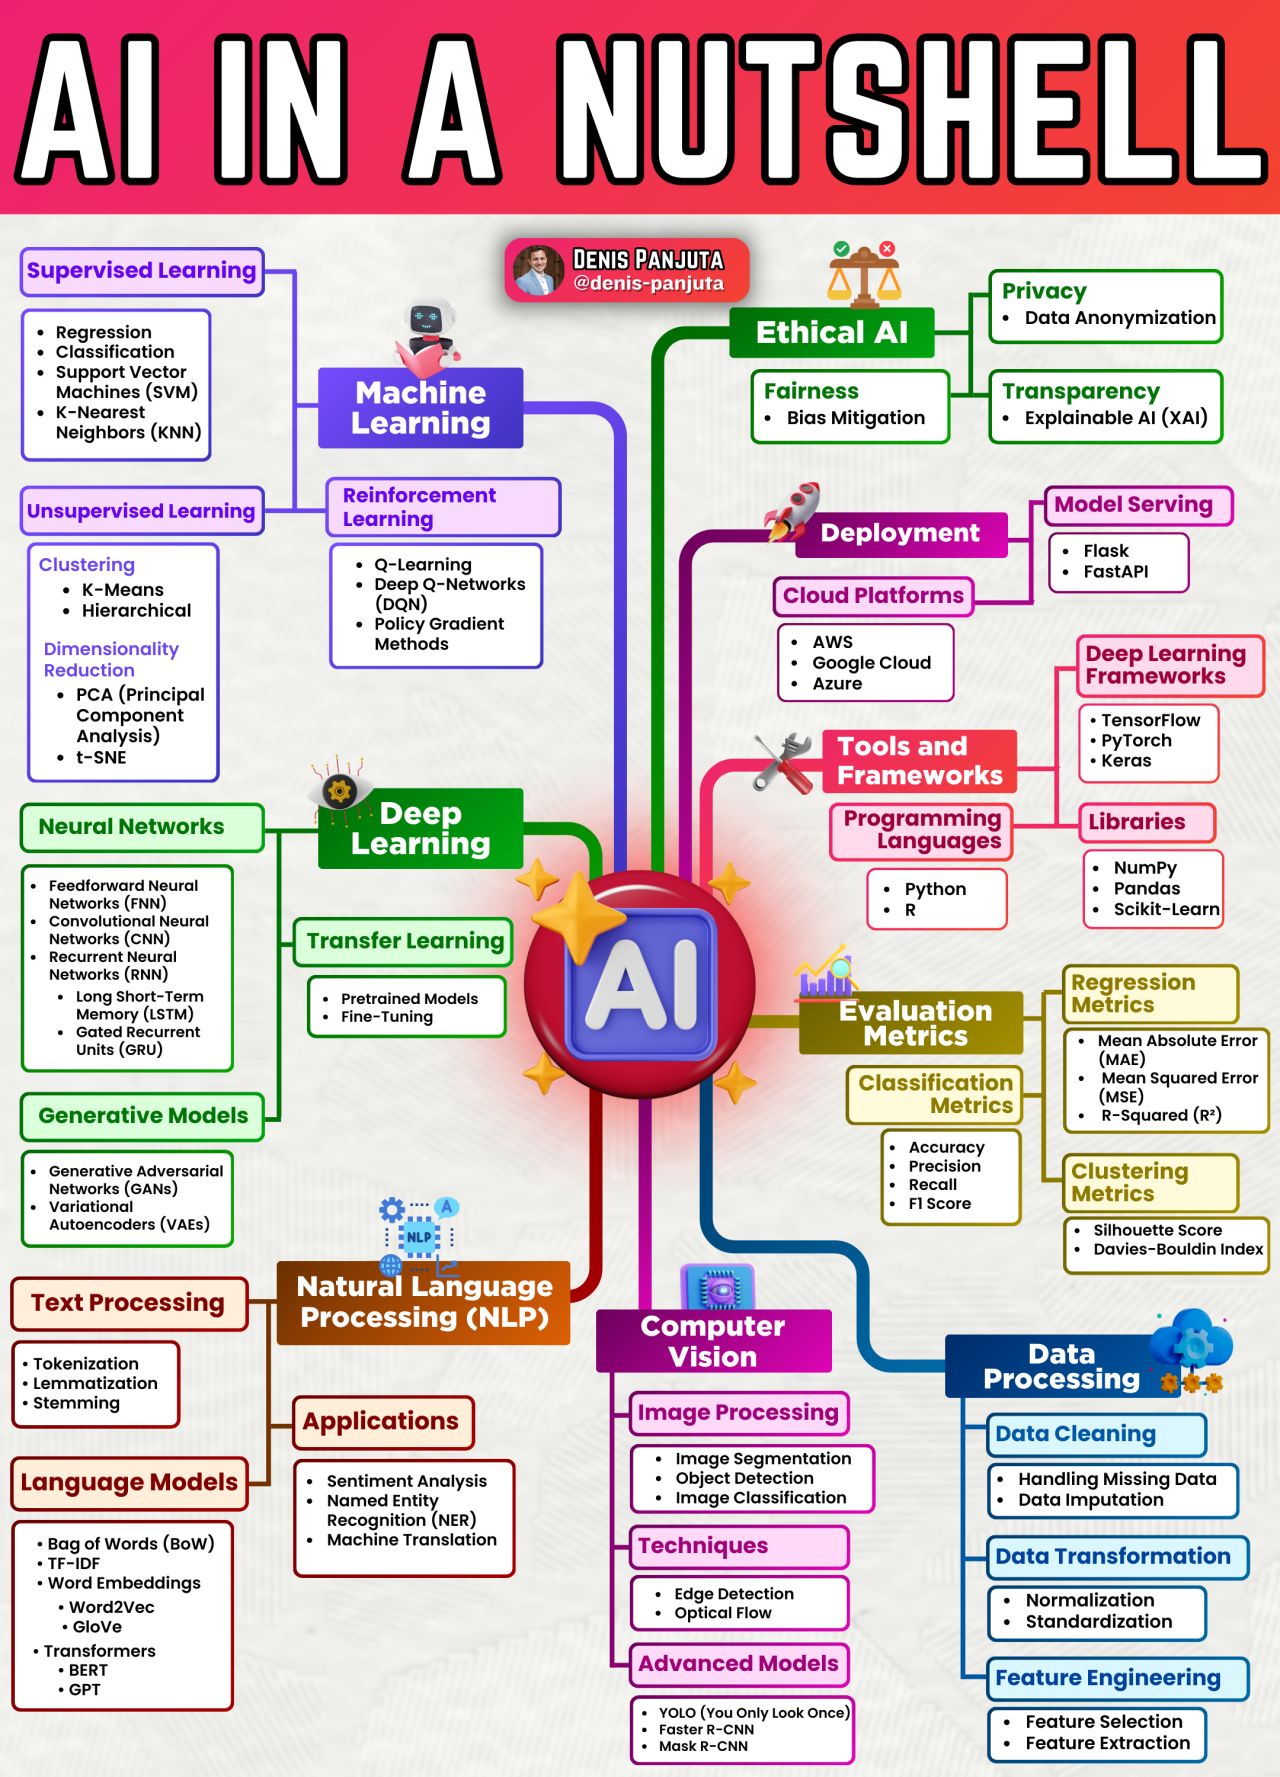 AI IN A NUTSHELL
DENIS PANJUTA
@denis-panjuta
Supervised Learning
• Regression
• Classification
• Support Vector
Machines (SVM)
• K-Nearest
Neighbors (KNN)
Machine
Learning
Unsupervised Learning
Clustering
• K-Means
• Hierarchical
Dimensionality
Reduction
• PCA (Principal
Component
Analysis)
• t-SNE
Reinforcement
Learning
• Q-Learning
• Deep Q-Networks
(DQN)
• Policy Gradient
Methods
Ethical AI
Privacy
• Data Anonymization
Fairness
• Bias Mitigation
Transparency
• Explainable AI (XAI)
Deployment
Model Serving
• Flask
• FastAPI
Cloud Platforms
• AWS
• Google Cloud
• Azure
Tools and
Frameworks
Deep Learning
Frameworks
• TensorFlow
• PyTorch
• Keras
Programming
Languages
• Python
• R
Libraries
• NumPy
• Pandas
• Scikit-Learn
Deep
Learning
Neural Networks
• Feedforward Neural
Networks (FNN)
• Convolutional Neural
Networks (CNN)
• Recurrent Neural
Networks (RNN)
• Long Short-Term
Memory (LSTM)
• Gated Recurrent
Units (GRU)
Transfer Learning
• Pretrained Models
• Fine-Tuning
Generative Models
• Generative Adversarial
Networks (GANs)
• Variational
Autoencoders (VAEs)
AI
Evaluation
Metrics
Regression
Metrics
• Mean Absolute Error
(MAE)
• Mean Squared Error
(MSE)
• R-Squared (R²)
Classification
Metrics
• Accuracy
• Precision
• Recall
• F1 Score
Clustering
Metrics
• Silhouette Score
• Davies-Bouldin Index
A
NLP
Natural Language
Processing (NLP)
Text Processing
• Tokenization
• Lemmatization
• Stemming
Applications
• Sentiment Analysis
• Named Entity
Recognition (NER)
• Machine Translation
Language Models
• Bag of Words (BoW)
• TF-IDF
• Word Embeddings
• Word2Vec
• GloVe
• Transformers
• BERT
• GPT
Computer
Vision
Image Processing
• Image Segmentation
• Object Detection
• Image Classification
Techniques
• Edge Detection
• Optical Flow
Advanced Models
• YOLO (You Only Look Once)
• Faster R-CNN
• Mask R-CNN
Data
Processing
Data Cleaning
• Handling Missing Data
• Data Imputation
Data Transformation
• Normalization
• Standardization
Feature Engineering
• Feature Selection
• Feature Extraction